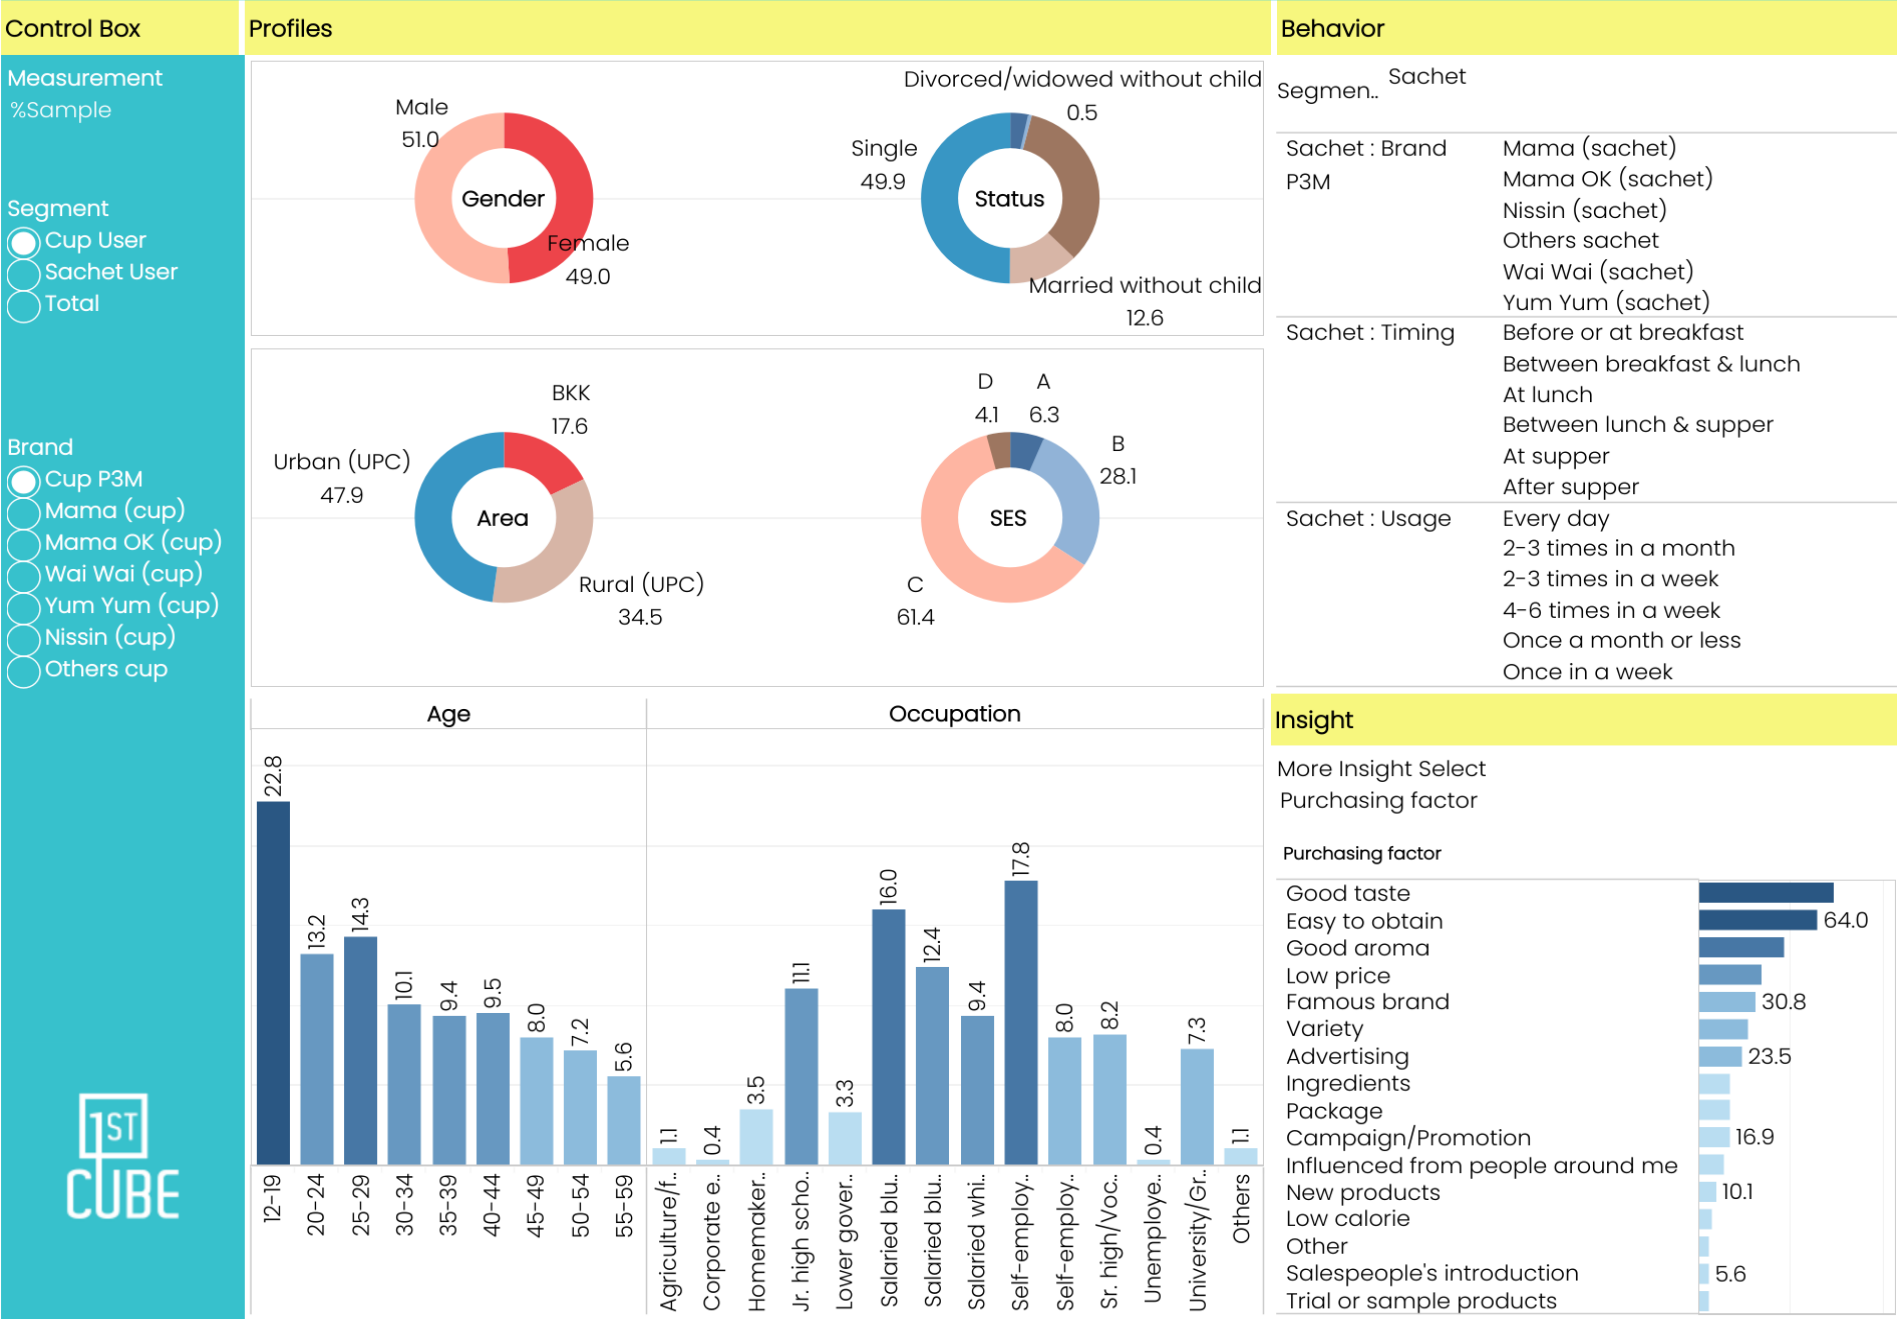 Control Box
Profiles
Behavior
Measurement
%Sample
Segment
Cup User
Sachet User
Total
Brand
Cup P3M
Mama (cup)
Mama OK (cup)
Wai Wai (cup)
Yum Yum (cup)
Nissin (cup)
Others cup
1ST
CUBE
Male
51.0
Gender
Female
49.0
Divorced/widowed without child
0.5
Single
49.9
Status
Married without child
12.6
BKK
17.6
Urban (UPC)
47.9
Area
Rural (UPC)
34.5
D
4.1
A
6.3
B
28.1
SES
C
61.4
Age
22.8
13.2
14.3
10.1
9.4
9.5
8.0
7.2
5.6
12-19
20-24
25-29
30-34
35-39
40-44
45-49
50-54
55-59
Occupation
1.1
0.4
3.5
11.1
3.3
16.0
12.4
9.4
17.8
8.0
8.2
0.4
7.3
1.1
Agriculture/f..
Corporate e..
Homemaker..
Jr. high scho..
Lower gover..
Salaried blu..
Salaried blu..
Salaried whi..
Self-employ..
Self-employ..
Sr. high/Voc..
Unemploye..
University/Gr..
Others
Segmen.. Sachet
Sachet : Brand P3M
Mama (sachet)
Mama OK (sachet)
Nissin (sachet)
Others sachet
Wai Wai (sachet)
Yum Yum (sachet)
Sachet : Timing
Before or at breakfast
Between breakfast & lunch
At lunch
Between lunch & supper
At supper
After supper
Sachet : Usage
Every day
2-3 times in a month
2-3 times in a week
4-6 times in a week
Once a month or less
Once in a week
Insight
More Insight Select
Purchasing factor
Purchasing factor
Good taste
Easy to obtain 64.0
Good aroma
Low price
Famous brand 30.8
Variety
Advertising 23.5
Ingredients
Package
Campaign/Promotion 16.9
Influenced from people around me
New products 10.1
Low calorie
Other
Salespeople's introduction 5.6
Trial or sample products